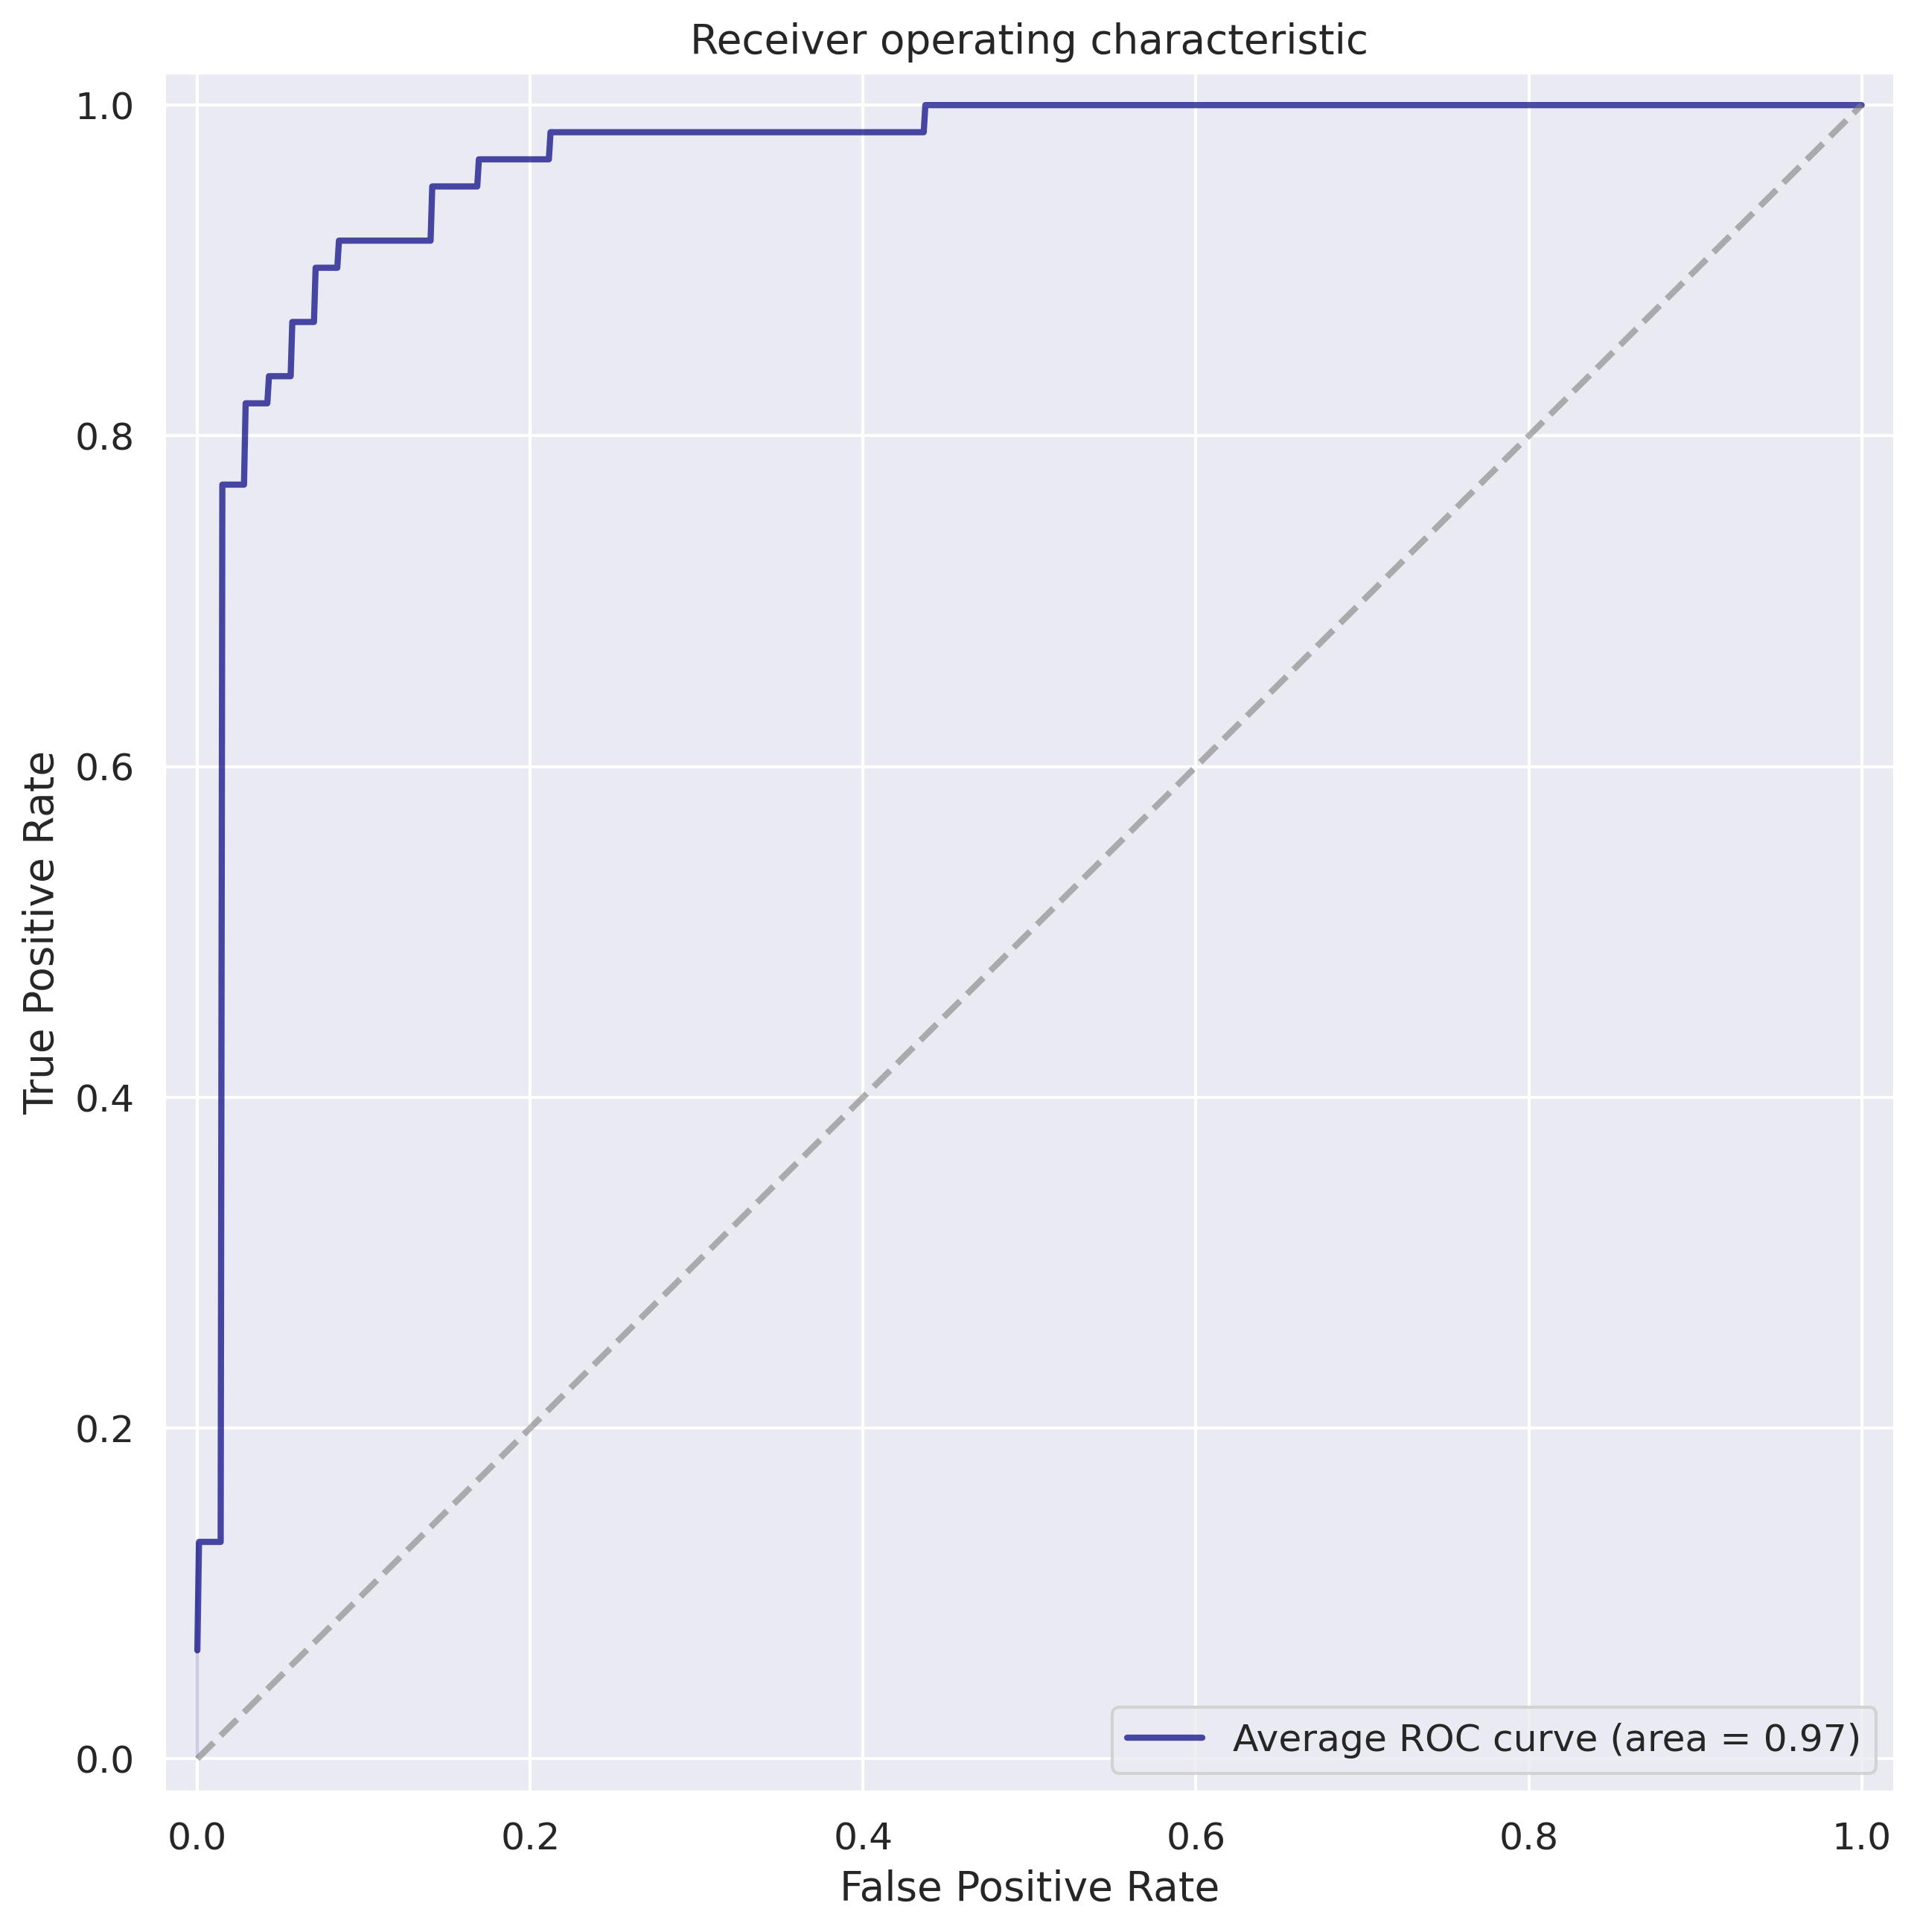 Receiver operating characteristic
1.0
0.8
0.6
0.4
0.2
0.0
True Positive Rate
Average ROC curve (area = 0.97)
0.0 0.2 0.4 0.6 0.8 1.0
False Positive Rate